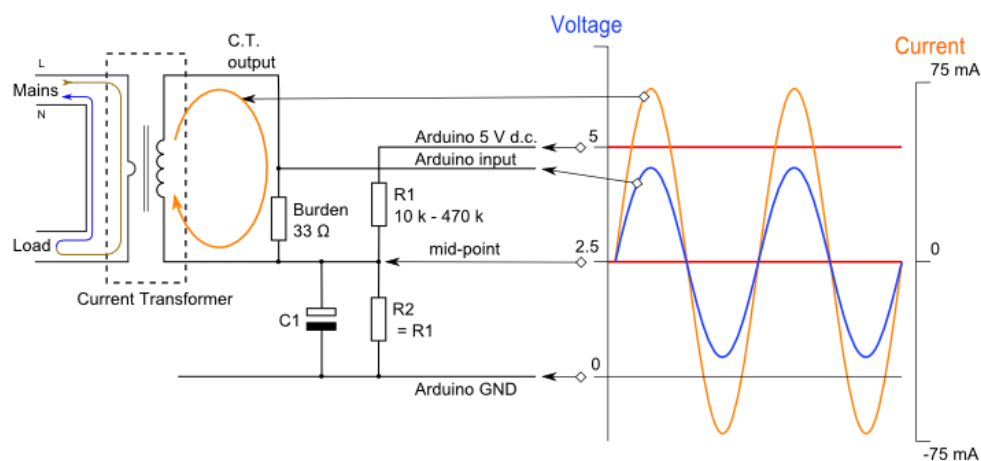 Voltage
Current
C.T.
output
75 mA
L
Mains
N
Arduino 5 V d.c.
5
Arduino input
R1
10 k - 470 k
Burden
33 Ω
Load
mid-point
2.5
0
Current Transformer
C1
R2
= R1
0
Arduino GND
-75 mA